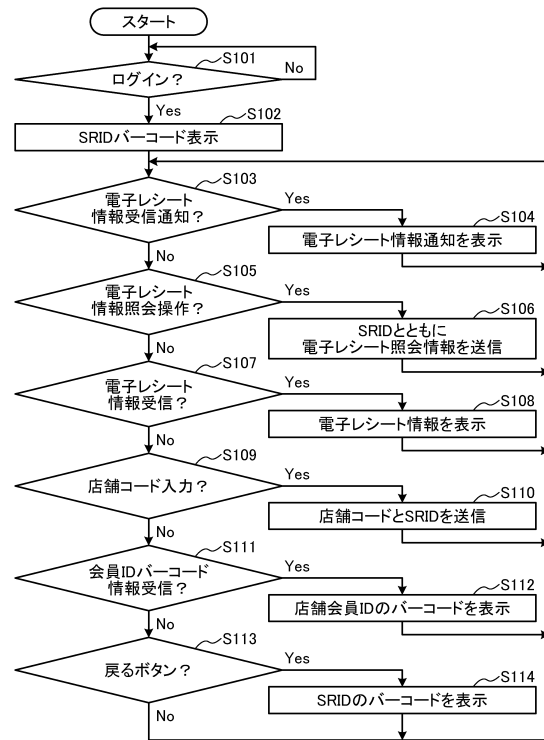 スタート
S101
ログイン？
No
Yes
S102
SRIDバーコード表示
S103
電子レシート
情報受信通知？
Yes
S104
電子レシート情報通知を表示
No
S105
電子レシート
情報照会操作？
Yes
S106
SRIDとともに
電子レシート照会情報を送信
No
S107
電子レシート
情報受信？
Yes
S108
電子レシート情報を表示
No
S109
店舗コード入力？
Yes
S110
店舗コードとSRIDを送信
No
S111
会員IDバーコード
情報受信？
Yes
S112
店舗会員IDのバーコードを表示
No
S113
戻るボタン？
Yes
S114
SRIDのバーコードを表示
No